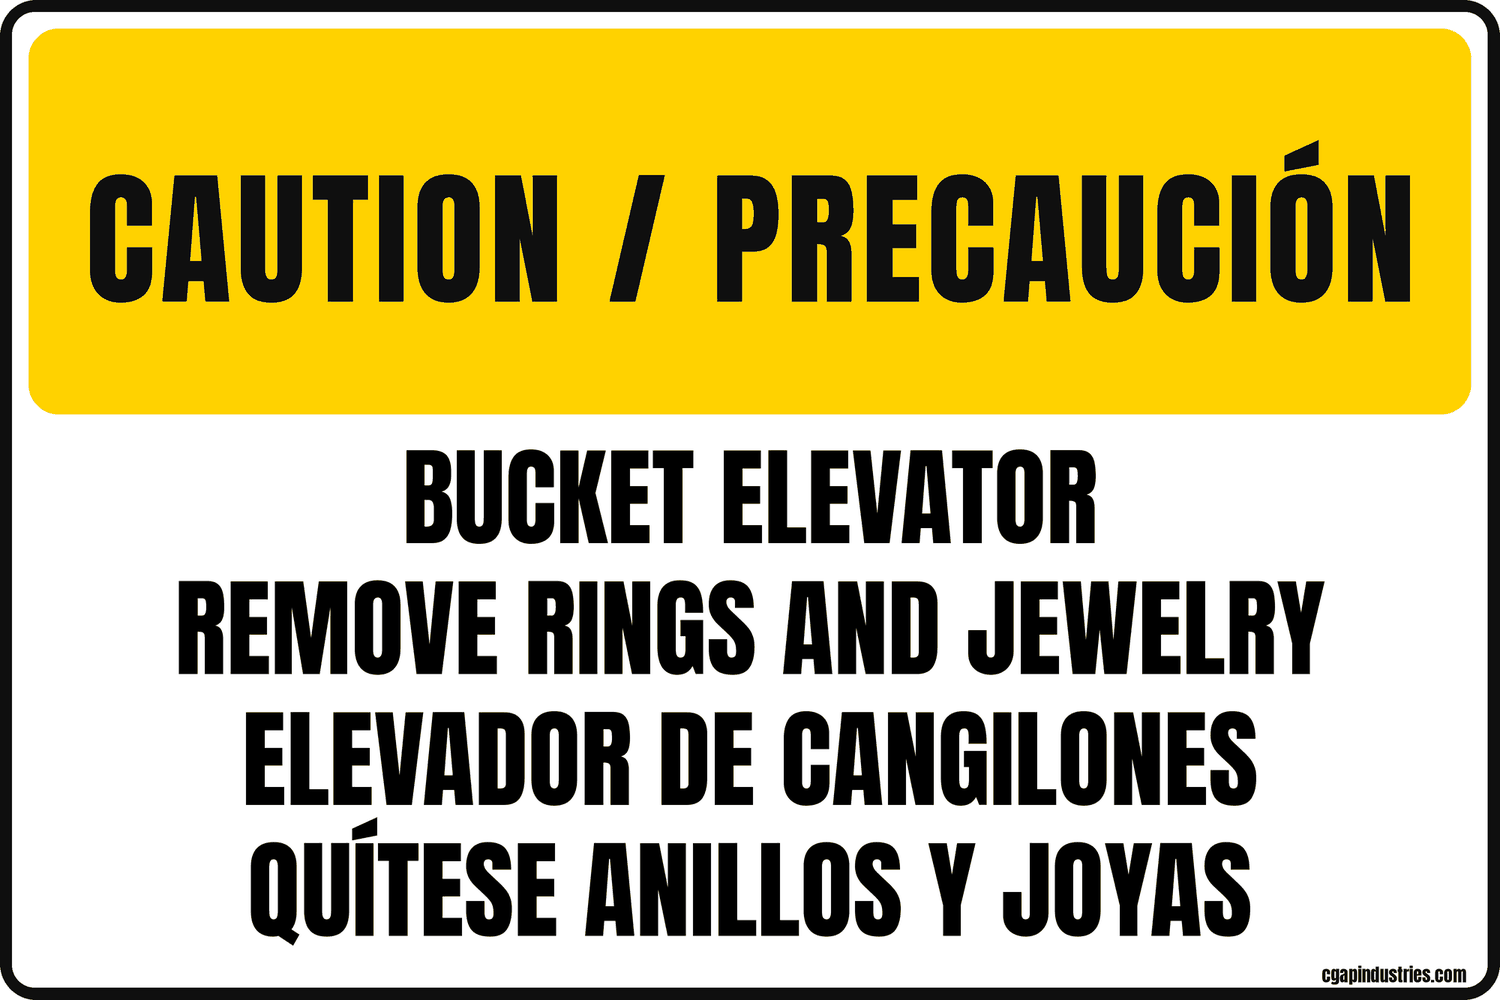 CAUTION / PRECAUCIÓN
BUCKET ELEVATOR
REMOVE RINGS AND JEWELRY
ELEVADOR DE CANGILONES
QUÍTESE ANILLOS Y JOYAS
cgapindustries.com